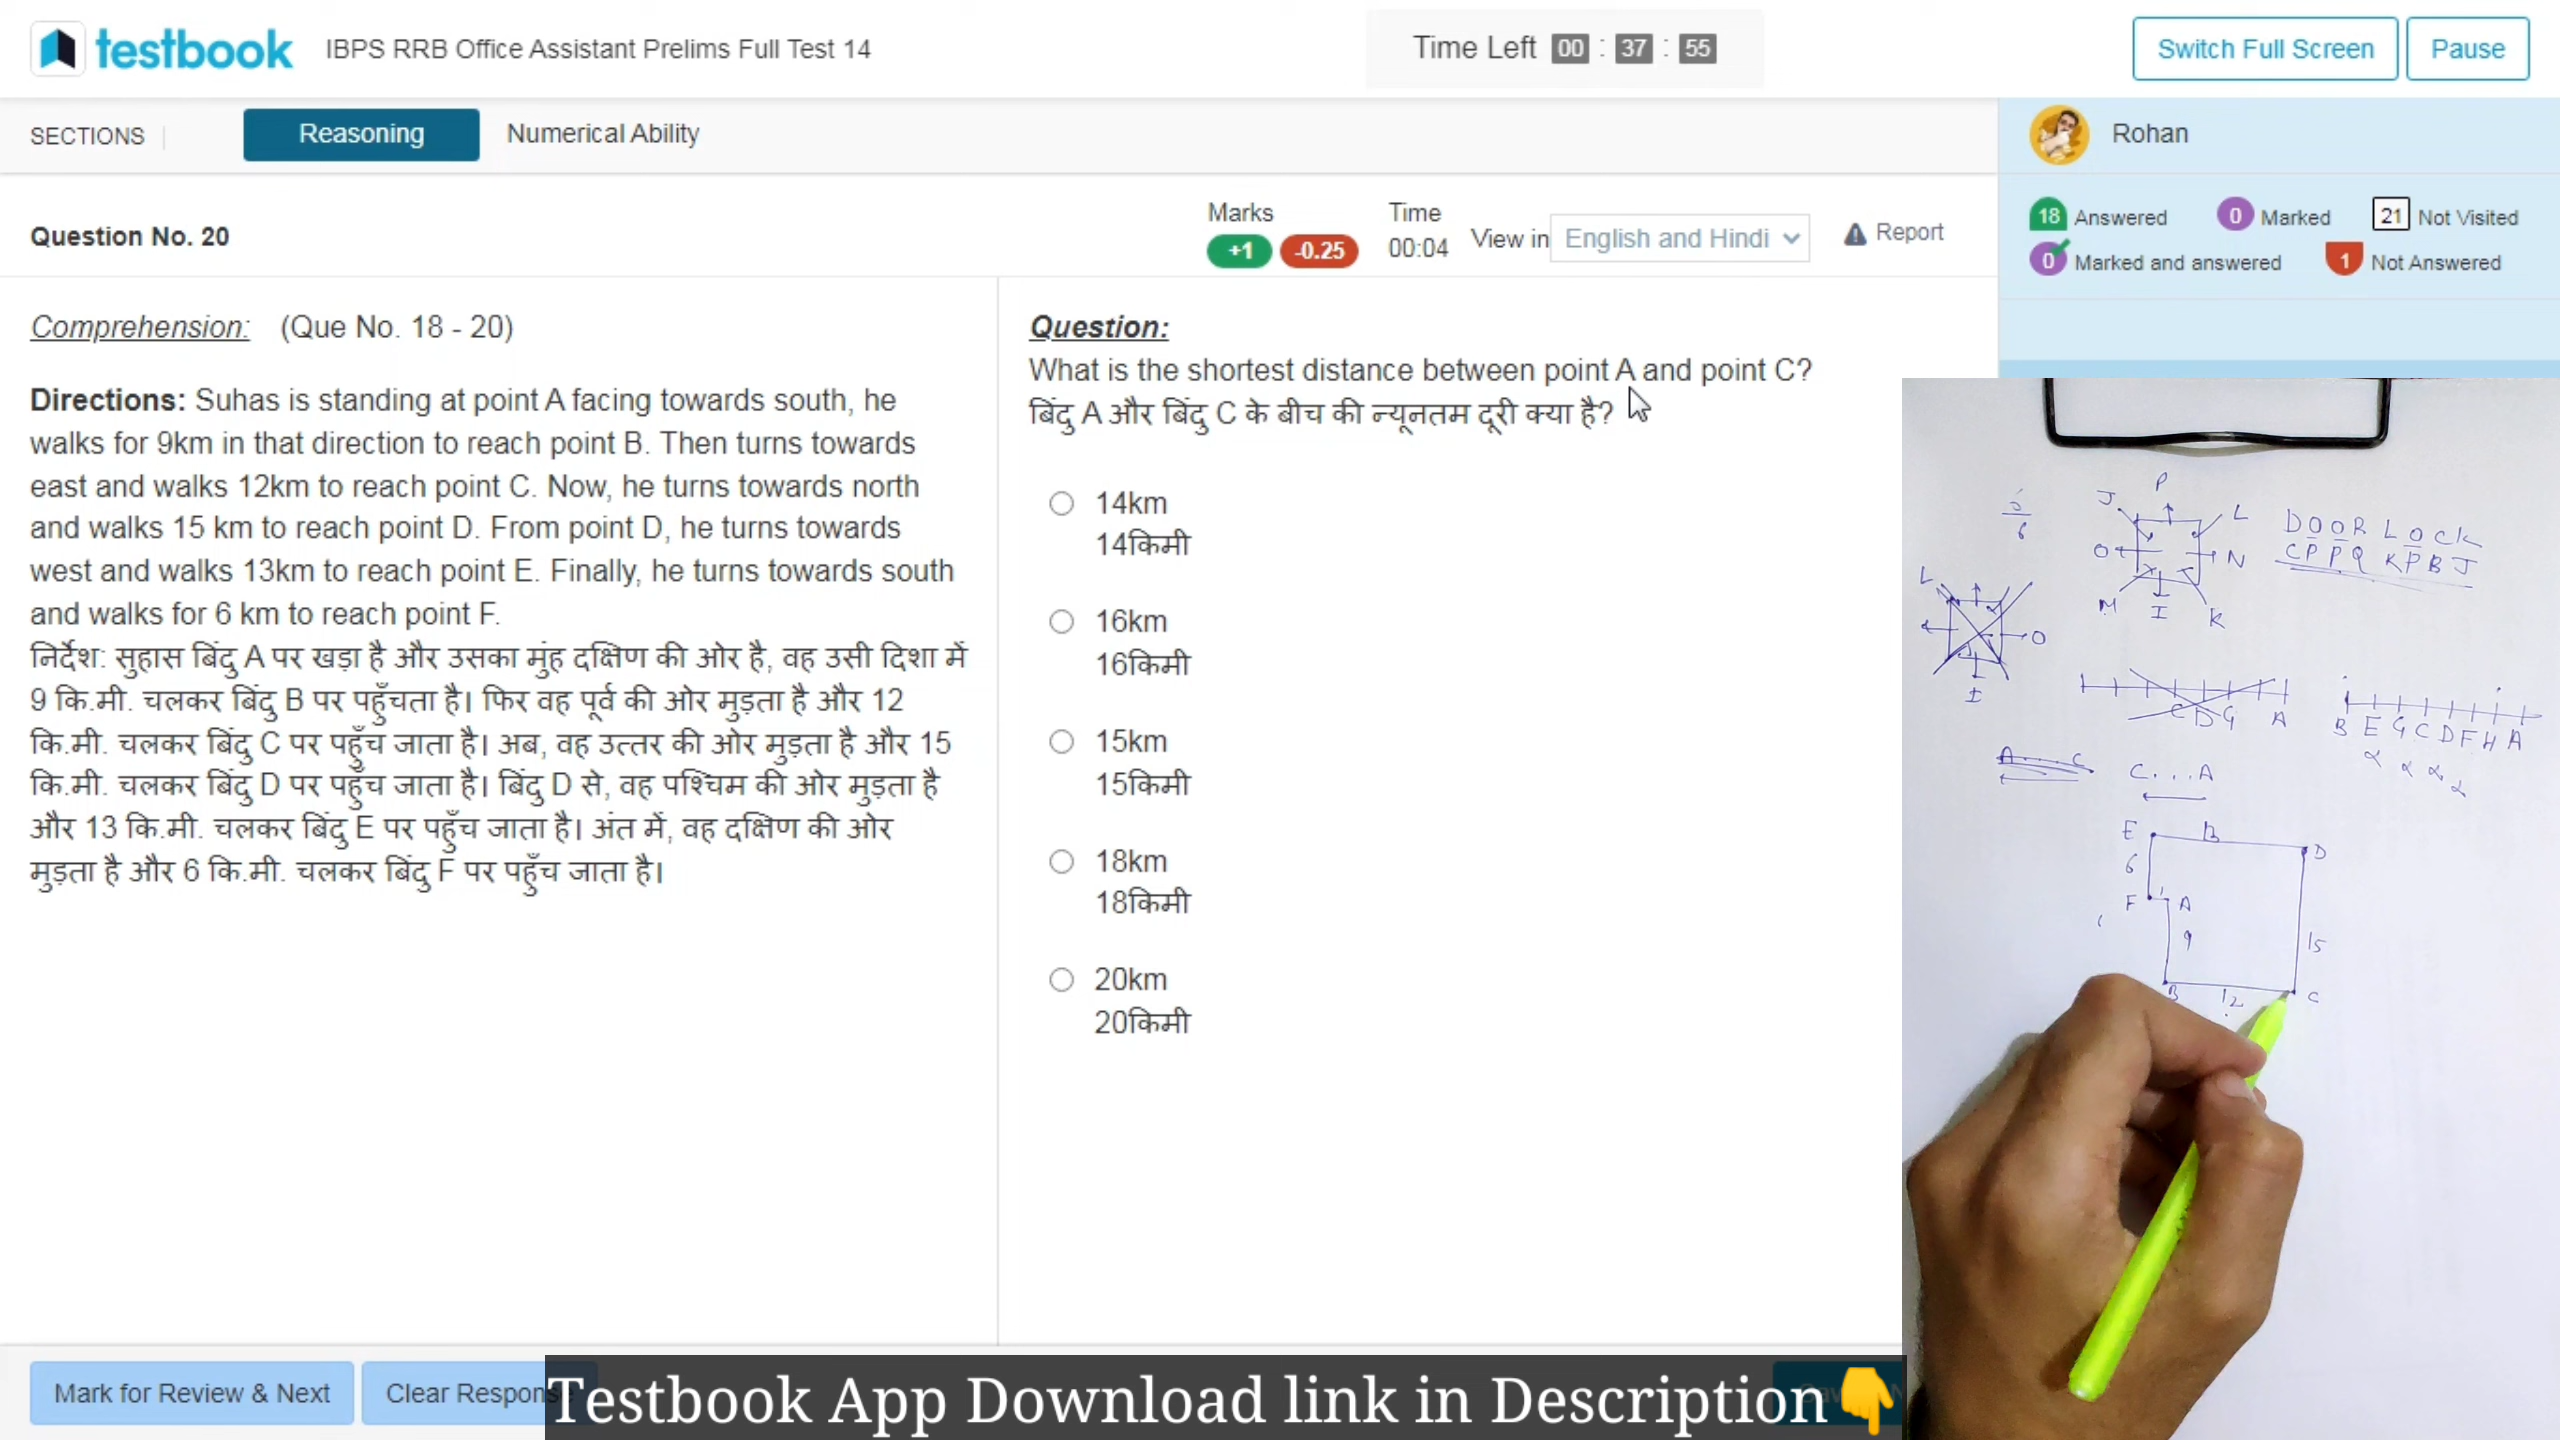 testbook
IBPS RRB Office Assistant Prelims Full Test 14
Time Left 00 : 37 : 55
Switch Full Screen
Pause
SECTIONS
Reasoning
Numerical Ability
Rohan
18 Answered
0 Marked
21 Not Visited
0 Marked and answered
1 Not Answered
Question No. 20
Marks
+1 -0.25
Time
00:04
View in English and Hindi
Report
Comprehension: (Que No. 18 - 20)
Directions: Suhas is standing at point A facing towards south, he
walks for 9km in that direction to reach point B. Then turns towards
east and walks 12km to reach point C. Now, he turns towards north
and walks 15 km to reach point D. From point D, he turns towards
west and walks 13km to reach point E. Finally, he turns towards south
and walks for 6 km to reach point F.
निर्देश: सुहास बिंदु A पर खड़ा है और उसका मुंह दक्षिण की ओर है, वह उसी दिशा में
9 कि.मी. चलकर बिंदु B पर पहुँचता है। फिर वह पूर्व की ओर मुड़ता है और 12
कि.मी. चलकर बिंदु C पर पहुँच जाता है। अब, वह उत्तर की ओर मुड़ता है और 15
कि.मी. चलकर बिंदु D पर पहुँच जाता है। बिंदु D से, वह पश्चिम की ओर मुड़ता है
और 13 कि.मी. चलकर बिंदु E पर पहुँच जाता है। अंत में, वह दक्षिण की ओर
मुड़ता है और 6 कि.मी. चलकर बिंदु F पर पहुँच जाता है।
Question:
What is the shortest distance between point A and point C?
बिंदु A और बिंदु C के बीच की न्यूनतम दूरी क्या है?
14km
14किमी
16km
16किमी
15km
15किमी
18km
18किमी
20km
20किमी
P
J
L
O
N
M
I
K
DOOR LOCK
CPPQ KPBJ
L
O
I
C D G A
B E G C D F H A
A....C
C...A
E 13 D
6
F 1 A
9
15
B 12 C
Mark for Review & Next
Clear Respons
Testbook App Download link in Description👇